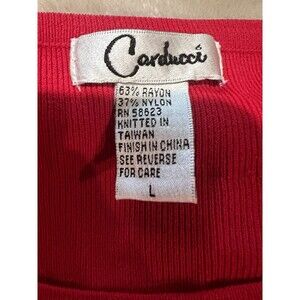 Carducci
63% RAYON
37% NYLON
RN 58623
KNITTED IN
TAIWAN
FINISH IN CHINA
SEE REVERSE
FOR CARE
L